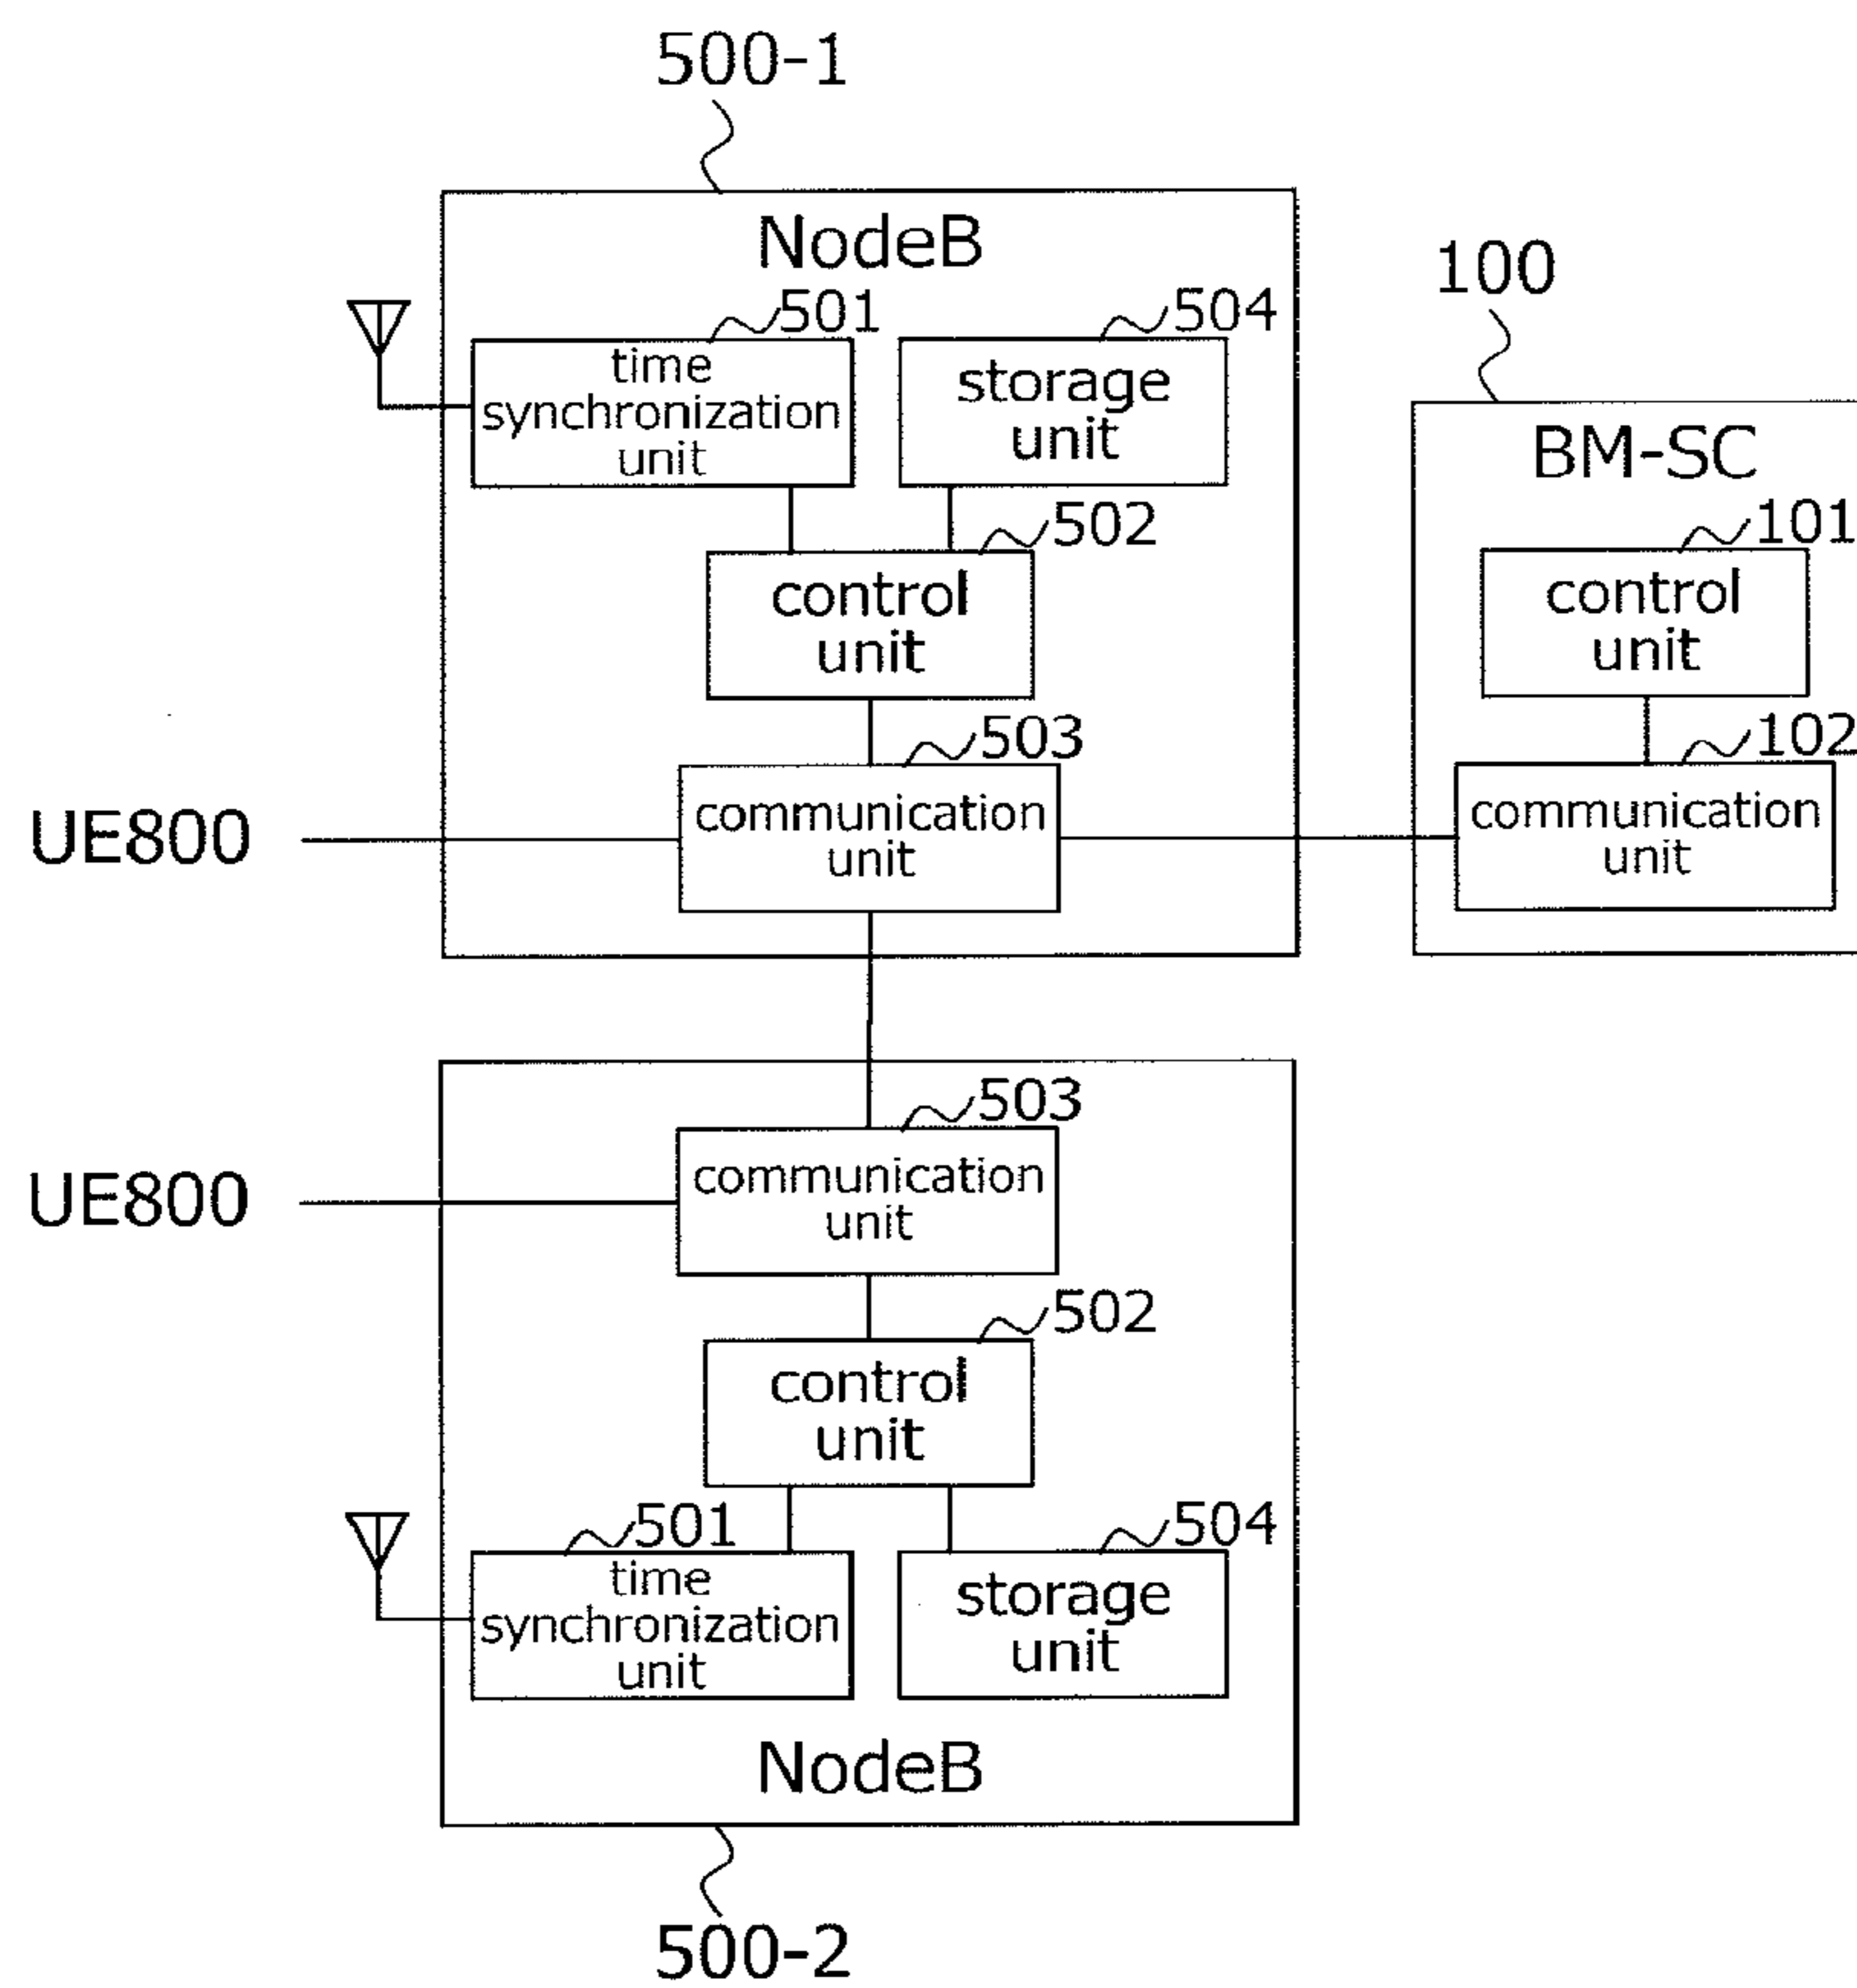 500-1
NodeB
501
504
time
synchronization
unit
storage
unit
502
control
unit
503
UE800
communication
unit
100
BM-SC
101
control
unit
102
communication
unit
503
UE800
communication
unit
502
control
unit
501
504
time
synchronization
unit
storage
unit
NodeB
500-2